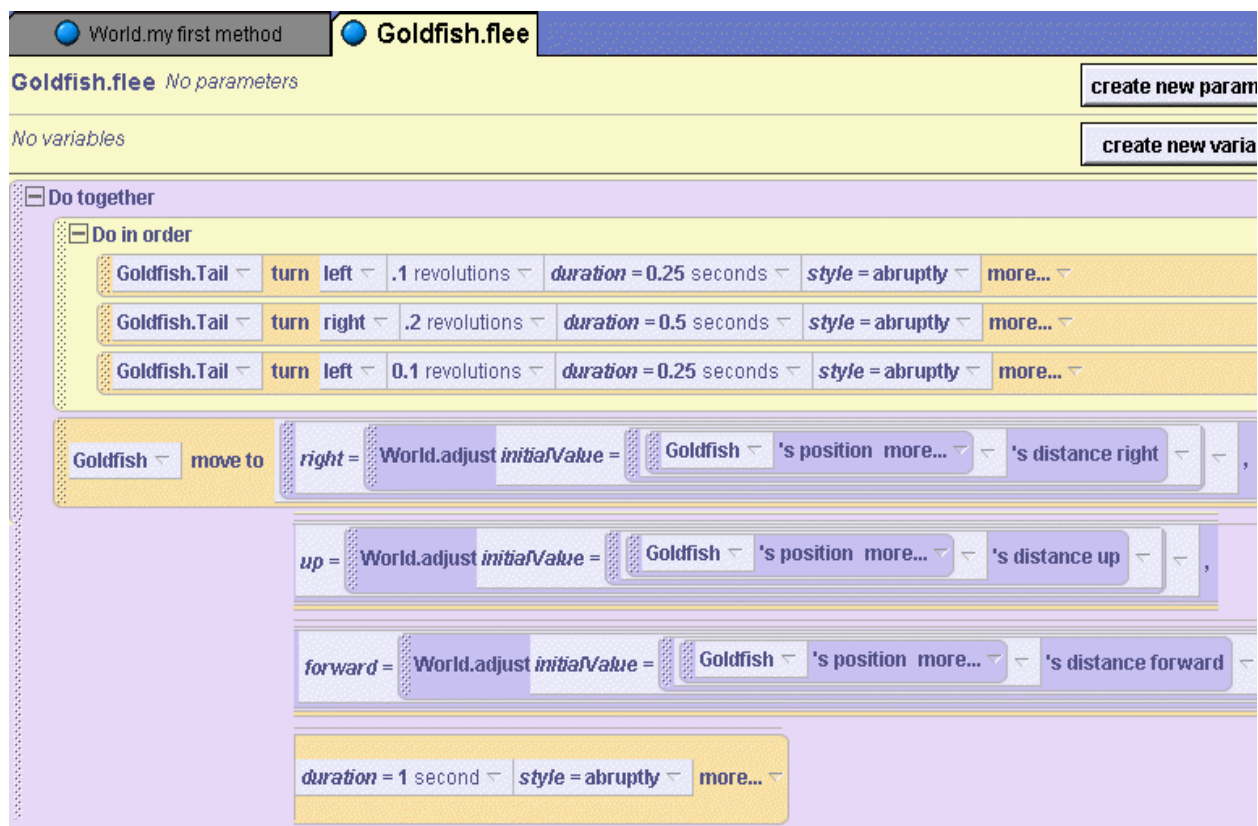 World.my first method Goldfish.flee
Goldfish.flee No parameters create new param
No variables create new varia
Do together
Do in order
Goldfish.Tail turn left .1 revolutions duration = 0.25 seconds style = abruptly more...
Goldfish.Tail turn right .2 revolutions duration = 0.5 seconds style = abruptly more...
Goldfish.Tail turn left 0.1 revolutions duration = 0.25 seconds style = abruptly more...
Goldfish move to right = World.adjust initialValue = Goldfish 's position more... 's distance right ,
up = World.adjust initialValue = Goldfish 's position more... 's distance up ,
forward = World.adjust initialValue = Goldfish 's position more... 's distance forward
duration = 1 second style = abruptly more...